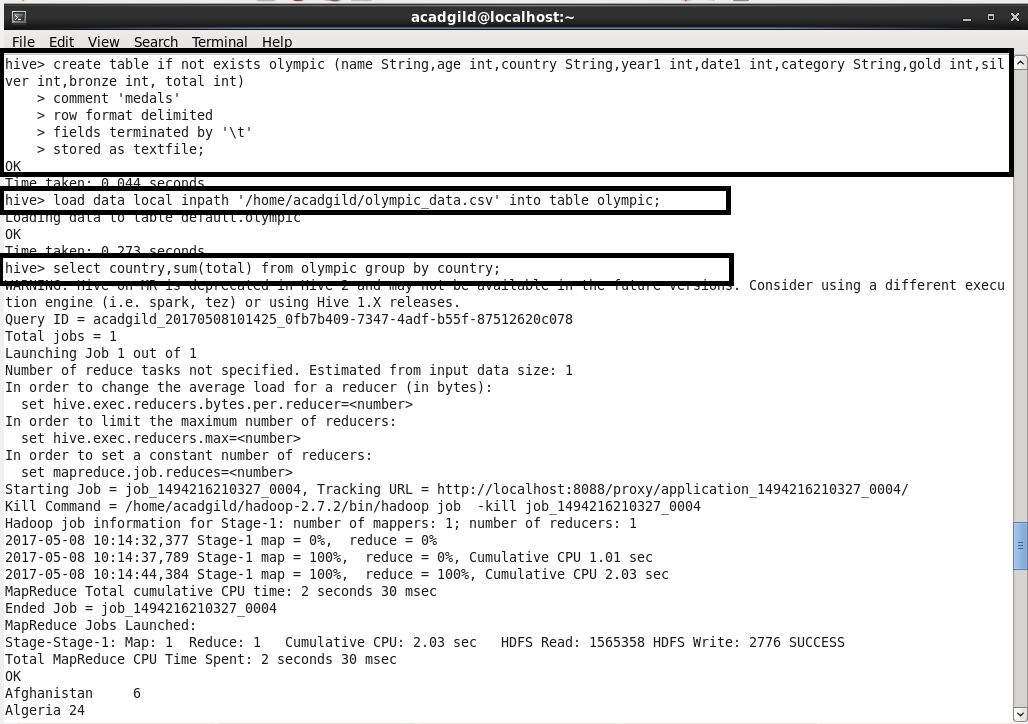 acadgild@localhost:~
File Edit View Search Terminal Help
hive> create table if not exists olympic (name String,age int,country String,year1 int,date1 int,category String,gold int,sil
ver int,bronze int, total int)
    > comment 'medals'
    > row format delimited
    > fields terminated by '\t'
    > stored as textfile;
OK
Time taken: 0.044 seconds
hive> load data local inpath '/home/acadgild/olympic_data.csv' into table olympic;
Loading data to table default.olympic
OK
Time taken: 0.273 seconds
hive> select country,sum(total) from olympic group by country;
WARNING: Hive-on-MR is deprecated in Hive 2 and may not be available in the future versions. Consider using a different execu
tion engine (i.e. spark, tez) or using Hive 1.X releases.
Query ID = acadgild_20170508101425_0fb7b409-7347-4adf-b55f-87512620c078
Total jobs = 1
Launching Job 1 out of 1
Number of reduce tasks not specified. Estimated from input data size: 1
In order to change the average load for a reducer (in bytes):
  set hive.exec.reducers.bytes.per.reducer=<number>
In order to limit the maximum number of reducers:
  set hive.exec.reducers.max=<number>
In order to set a constant number of reducers:
  set mapreduce.job.reduces=<number>
Starting Job = job_1494216210327_0004, Tracking URL = http://localhost:8088/proxy/application_1494216210327_0004/
Kill Command = /home/acadgild/hadoop-2.7.2/bin/hadoop job  -kill job_1494216210327_0004
Hadoop job information for Stage-1: number of mappers: 1; number of reducers: 1
2017-05-08 10:14:32,377 Stage-1 map = 0%,  reduce = 0%
2017-05-08 10:14:37,789 Stage-1 map = 100%,  reduce = 0%, Cumulative CPU 1.01 sec
2017-05-08 10:14:44,384 Stage-1 map = 100%,  reduce = 100%, Cumulative CPU 2.03 sec
MapReduce Total cumulative CPU time: 2 seconds 30 msec
Ended Job = job_1494216210327_0004
MapReduce Jobs Launched:
Stage-Stage-1: Map: 1  Reduce: 1   Cumulative CPU: 2.03 sec   HDFS Read: 1565358 HDFS Write: 2776 SUCCESS
Total MapReduce CPU Time Spent: 2 seconds 30 msec
OK
Afghanistan     6
Algeria 24